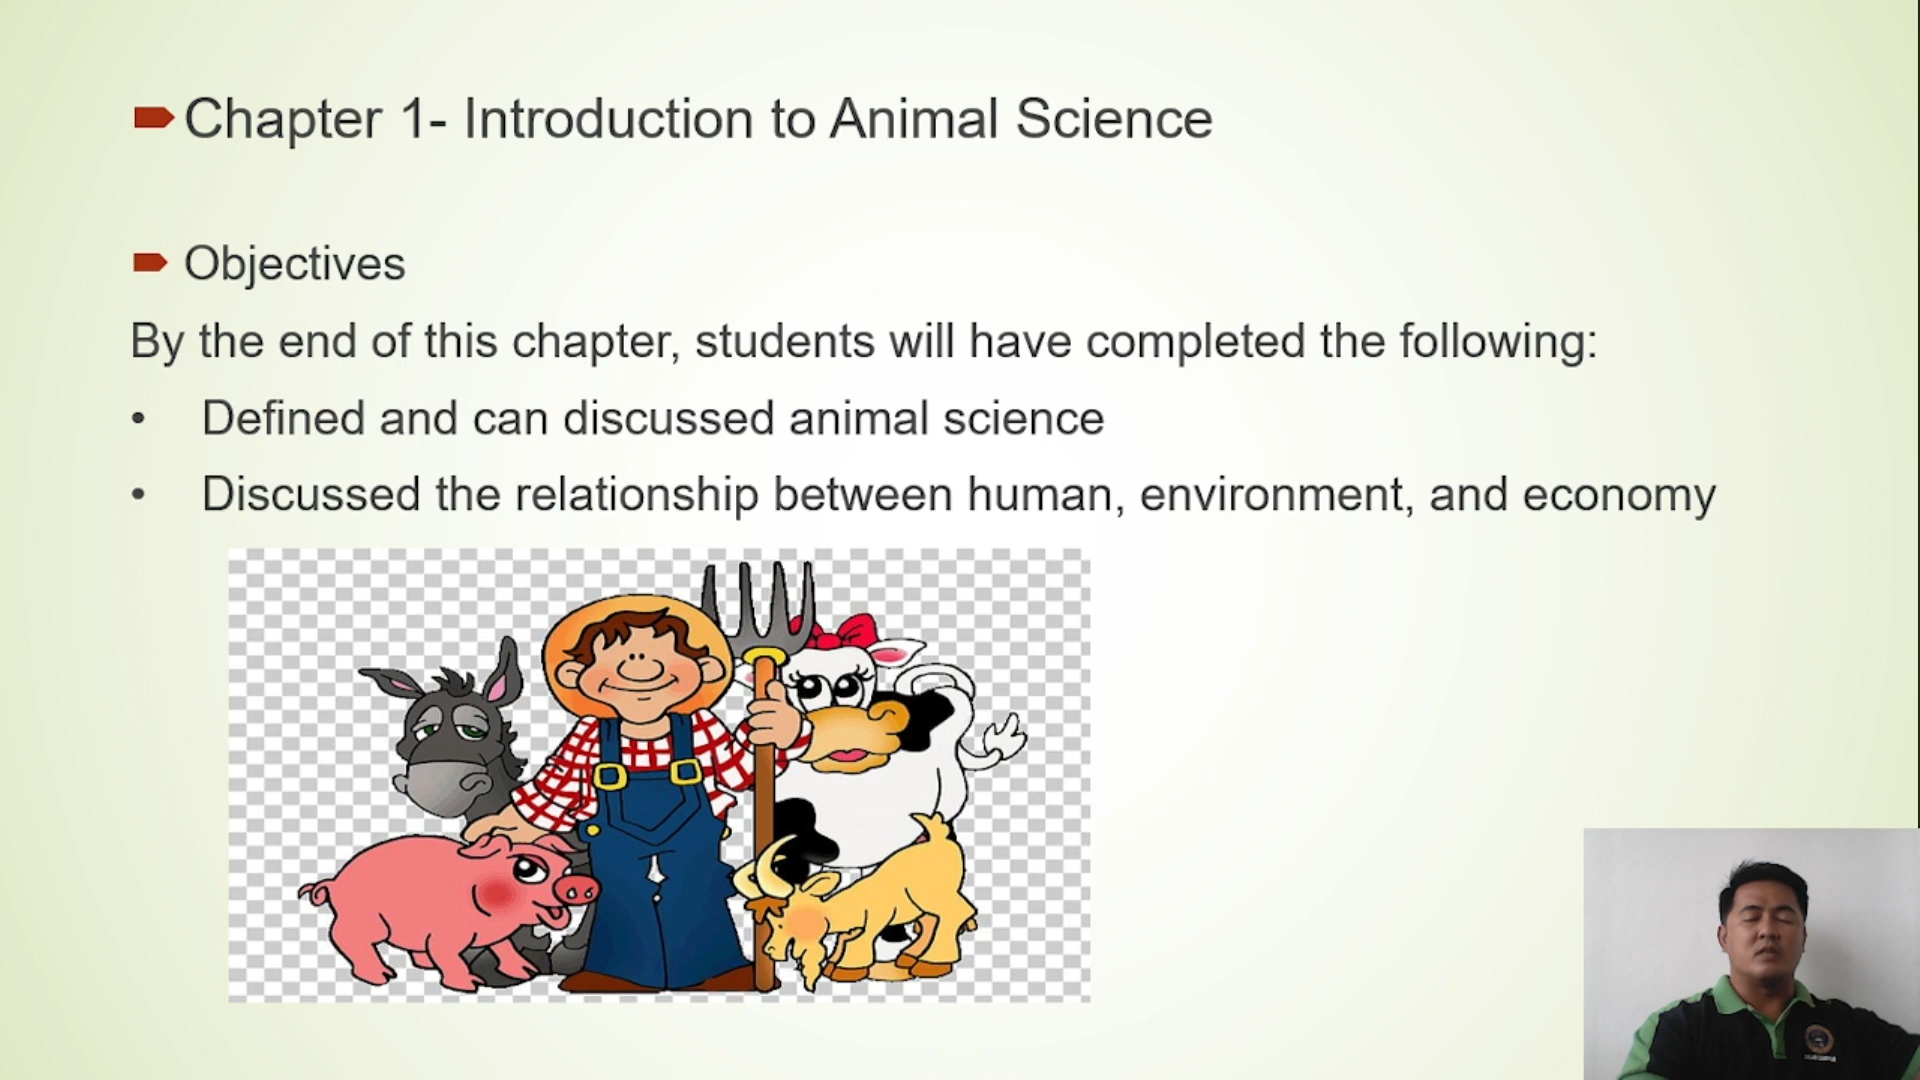 Chapter 1- Introduction to Animal Science
Objectives
By the end of this chapter, students will have completed the following:
• Defined and can discussed animal science
• Discussed the relationship between human, environment, and economy